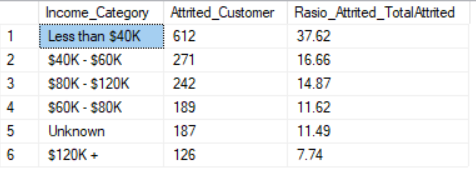 Income_Category Attrited_Customer Rasio_Attrited_TotalAttrited
1 Less than $40K 612 37.62
2 $40K - $60K 271 16.66
3 $80K - $120K 242 14.87
4 $60K - $80K 189 11.62
5 Unknown 187 11.49
6 $120K + 126 7.74